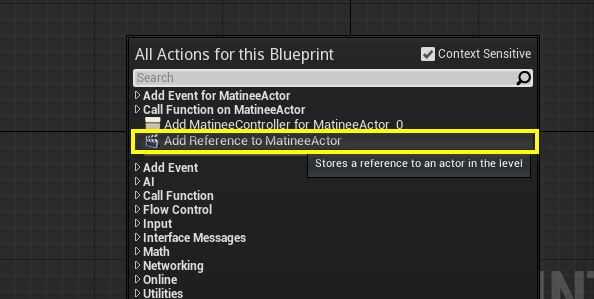 All Actions for this Blueprint
Context Sensitive
Search
Add Event for MatineeActor
Call Function on MatineeActor
Add MatineeController for MatineeActor_0
Add Reference to MatineeActor
Stores a reference to an actor in the level
Add Event
AI
Call Function
Flow Control
Input
Interface Messages
Math
Networking
Online
Utilities